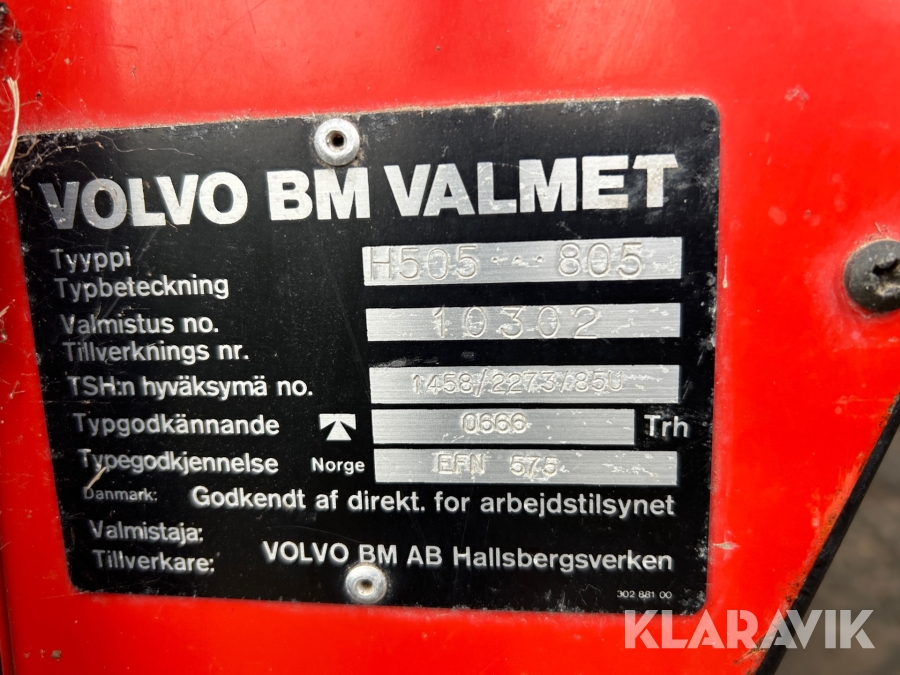 VOLVO BM VALMET
Tyyppi
Typbeteckning
H505---805
Valmistus no.
Tillverknings nr.
10302
TSH:n hyväksymä no. 1458/2273/85U
Typgodkännande 0666 Trh
Typegodkjennelse Norge EFN 575
Danmark: Godkendt af direkt. for arbejdstilsynet
Valmistaja:
Tillverkare: VOLVO BM AB Hallsbergsverken
302 881 00
KLARAVIK